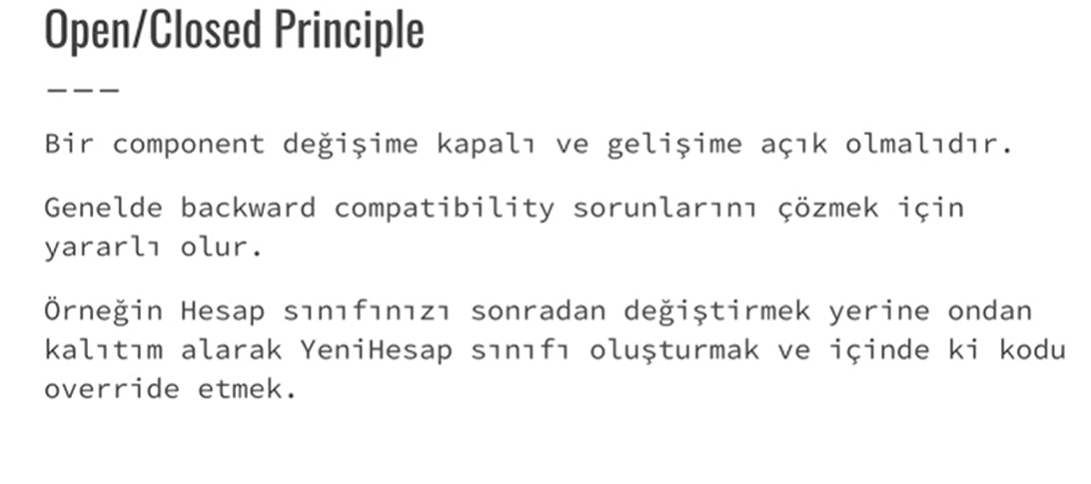 Open/Closed Principle
———
Bir component değişime kapalı ve gelişime açık olmalıdır.
Genelde backward compatibility sorunlarını çözmek için
yararlı olur.
Örneğin Hesap sınıfınızı sonradan değiştirmek yerine ondan
kalıtım alarak YeniHesap sınıfı oluşturmak ve içinde ki kodu
override etmek.